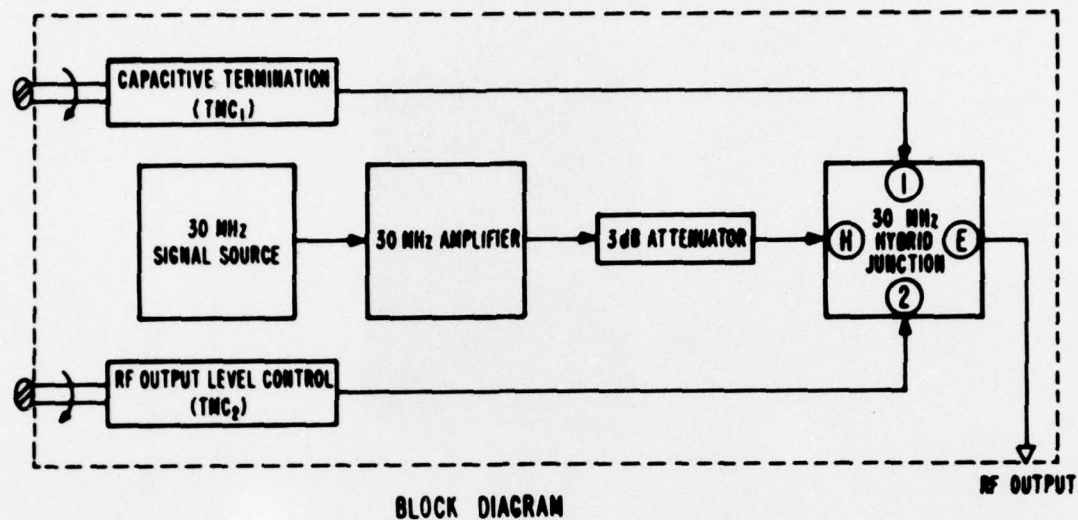 CAPACITIVE TERMINATION
(TMC₁)
30 MHz
SIGNAL SOURCE
30 MHz AMPLIFIER
3dB ATTENUATOR
1
H
30 MHz
HYBRID
JUNCTION
E
2
RF OUTPUT LEVEL CONTROL
(TMC₂)
RF OUTPUT
BLOCK DIAGRAM